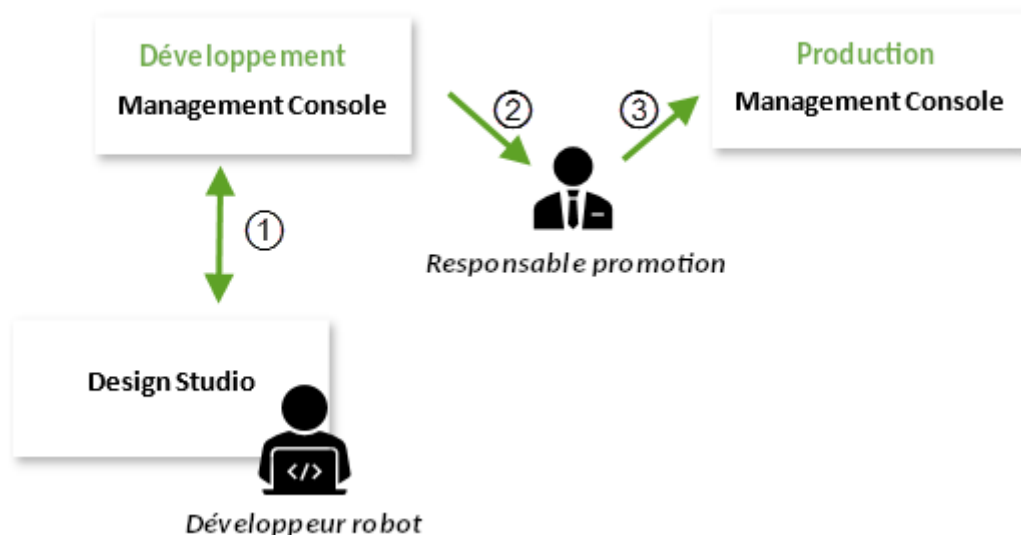 Développement
Management Console
Production
Management Console
②
③
Responsable promotion
①
Design Studio
</>
Développeur robot